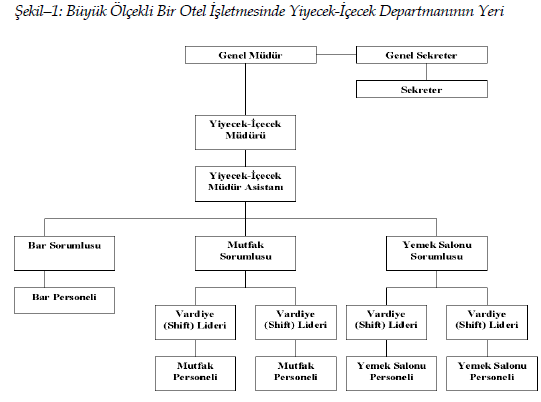 Şekil–1: Büyük Ölçekli Bir Otel İşletmesinde Yiyecek-İçecek Departmanının Yeri
Genel Müdür
Genel Sekreter
Sekreter
Yiyecek-İçecek
Müdürü
Yiyecek-İçecek
Müdür Asistanı
Bar Sorumlusu
Mutfak
Sorumlusu
Yemek Salonu
Sorumlusu
Bar Personeli
Vardiye
(Shift) Lideri
Vardiye
(Shift) Lideri
Vardiye
(Shift) Lideri
Vardiye
(Shift) Lideri
Mutfak
Personeli
Mutfak
Personeli
Yemek Salonu
Personeli
Yemek Salonu
Personeli